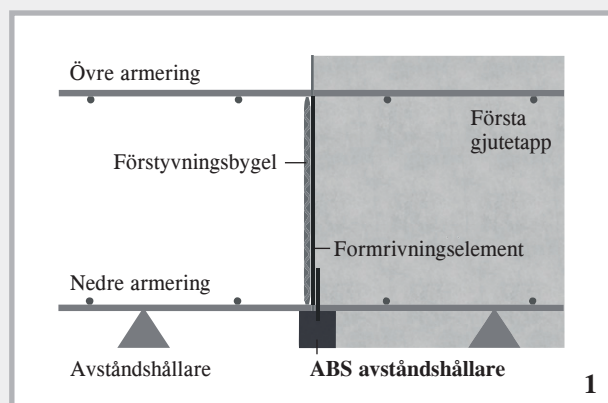 Övre armering
Första
gjutetapp
Förstyvningsbygel
Formrivningselement
Nedre armering
Avståndshållare
ABS avståndshållare
1